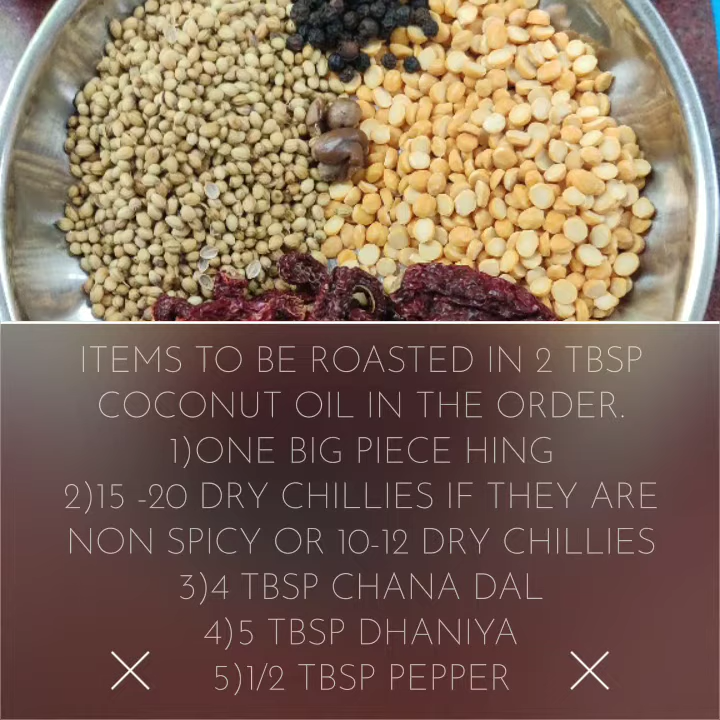 ITEMS TO BE ROASTED IN 2 TBSP
COCONUT OIL IN THE ORDER.
1)ONE BIG PIECE HING
2)15 -20 DRY CHILLIES IF THEY ARE
NON SPICY OR 10-12 DRY CHILLIES
3)4 TBSP CHANA DAL
4)5 TBSP DHANIYA
5)1/2 TBSP PEPPER